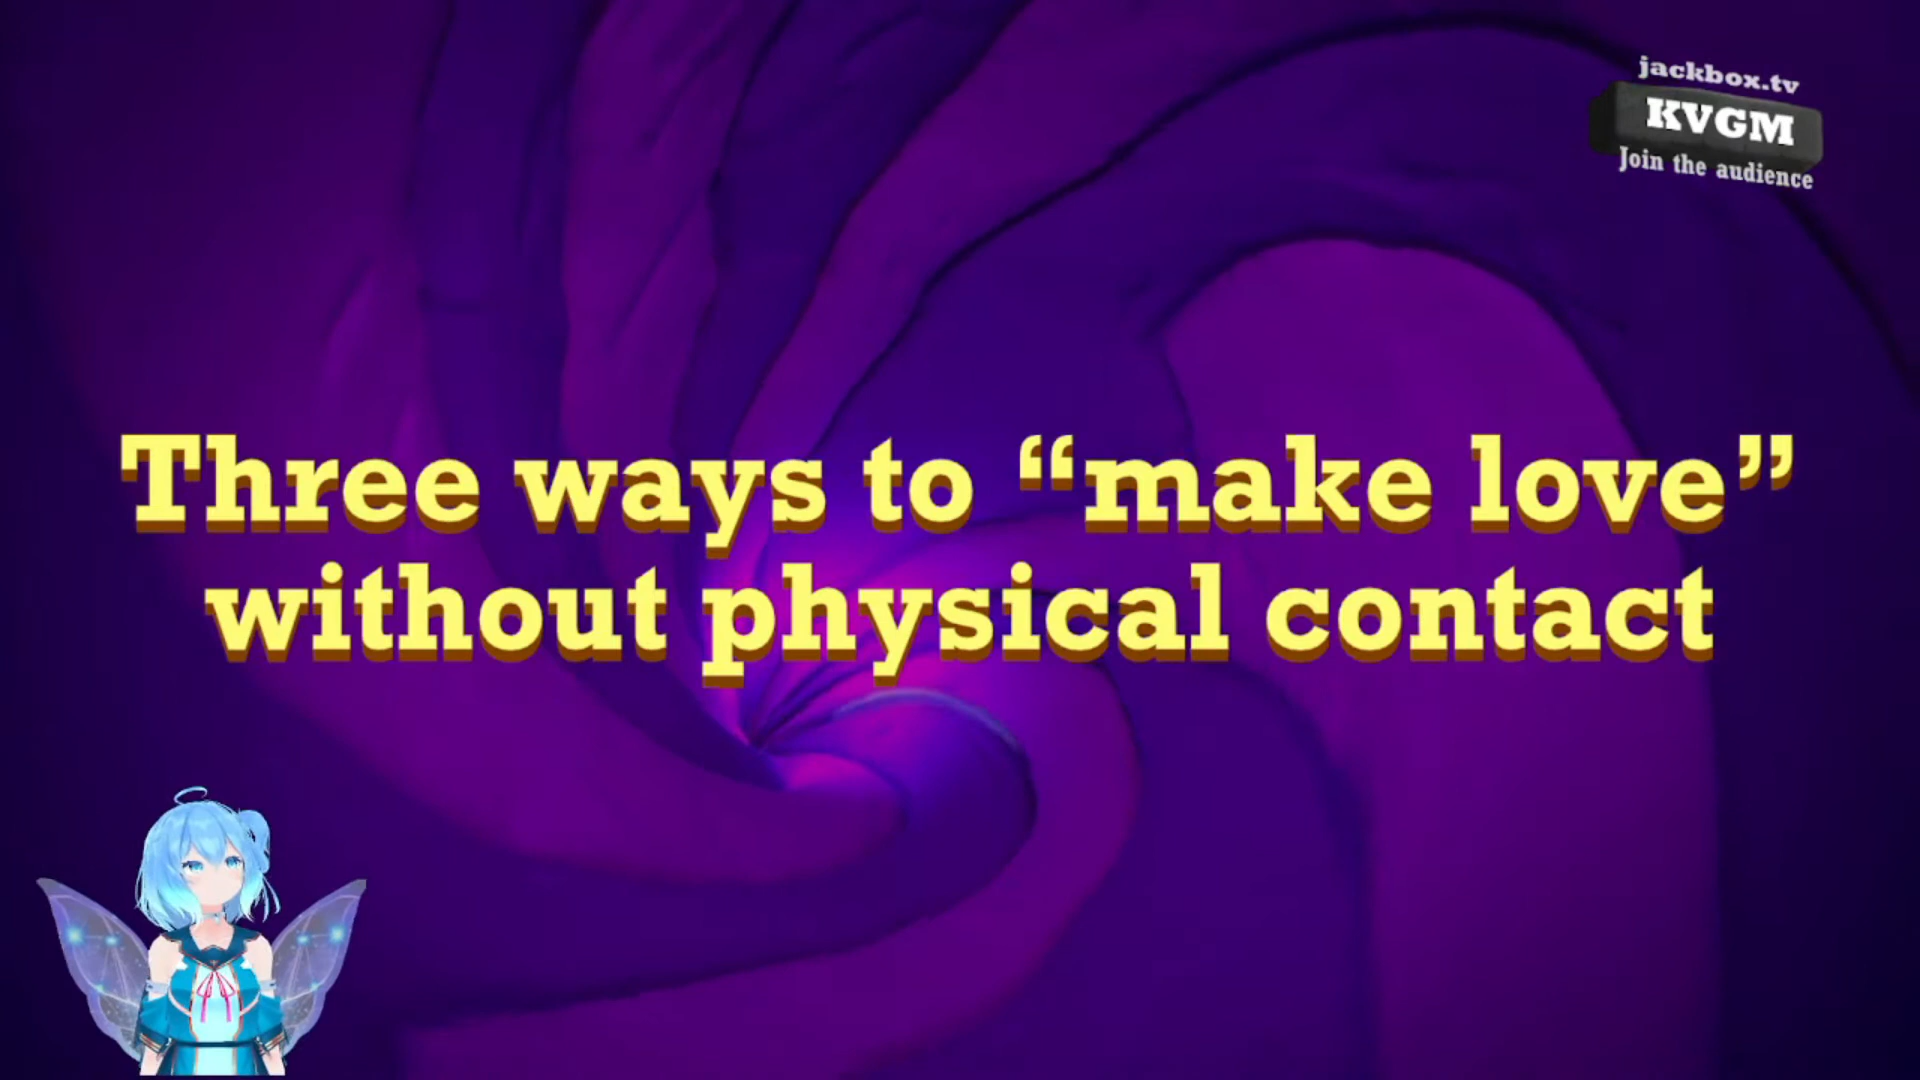 jackbox.tv
KVGM
Join the audience
Three ways to “make love”
without physical contact